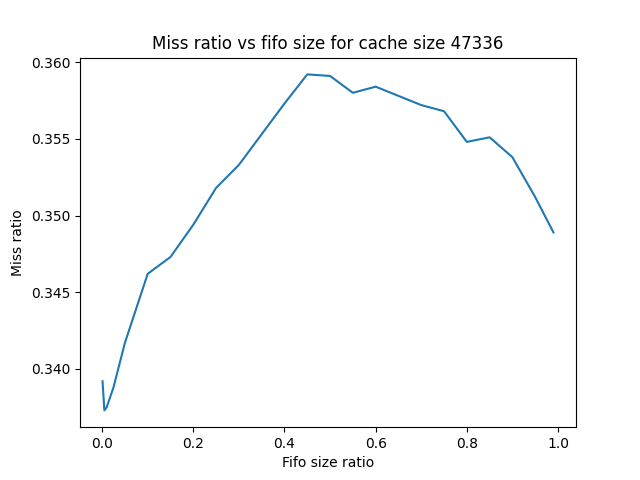 Miss ratio vs fifo size for cache size 47336
0.360
0.355
0.350
0.345
0.340
Miss ratio
0.0 0.2 0.4 0.6 0.8 1.0
Fifo size ratio